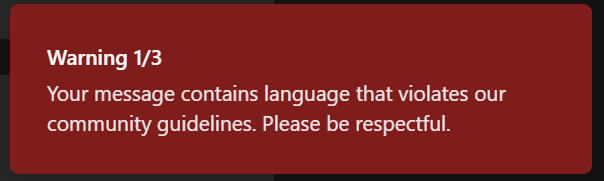 Warning 1/3
Your message contains language that violates our
community guidelines. Please be respectful.